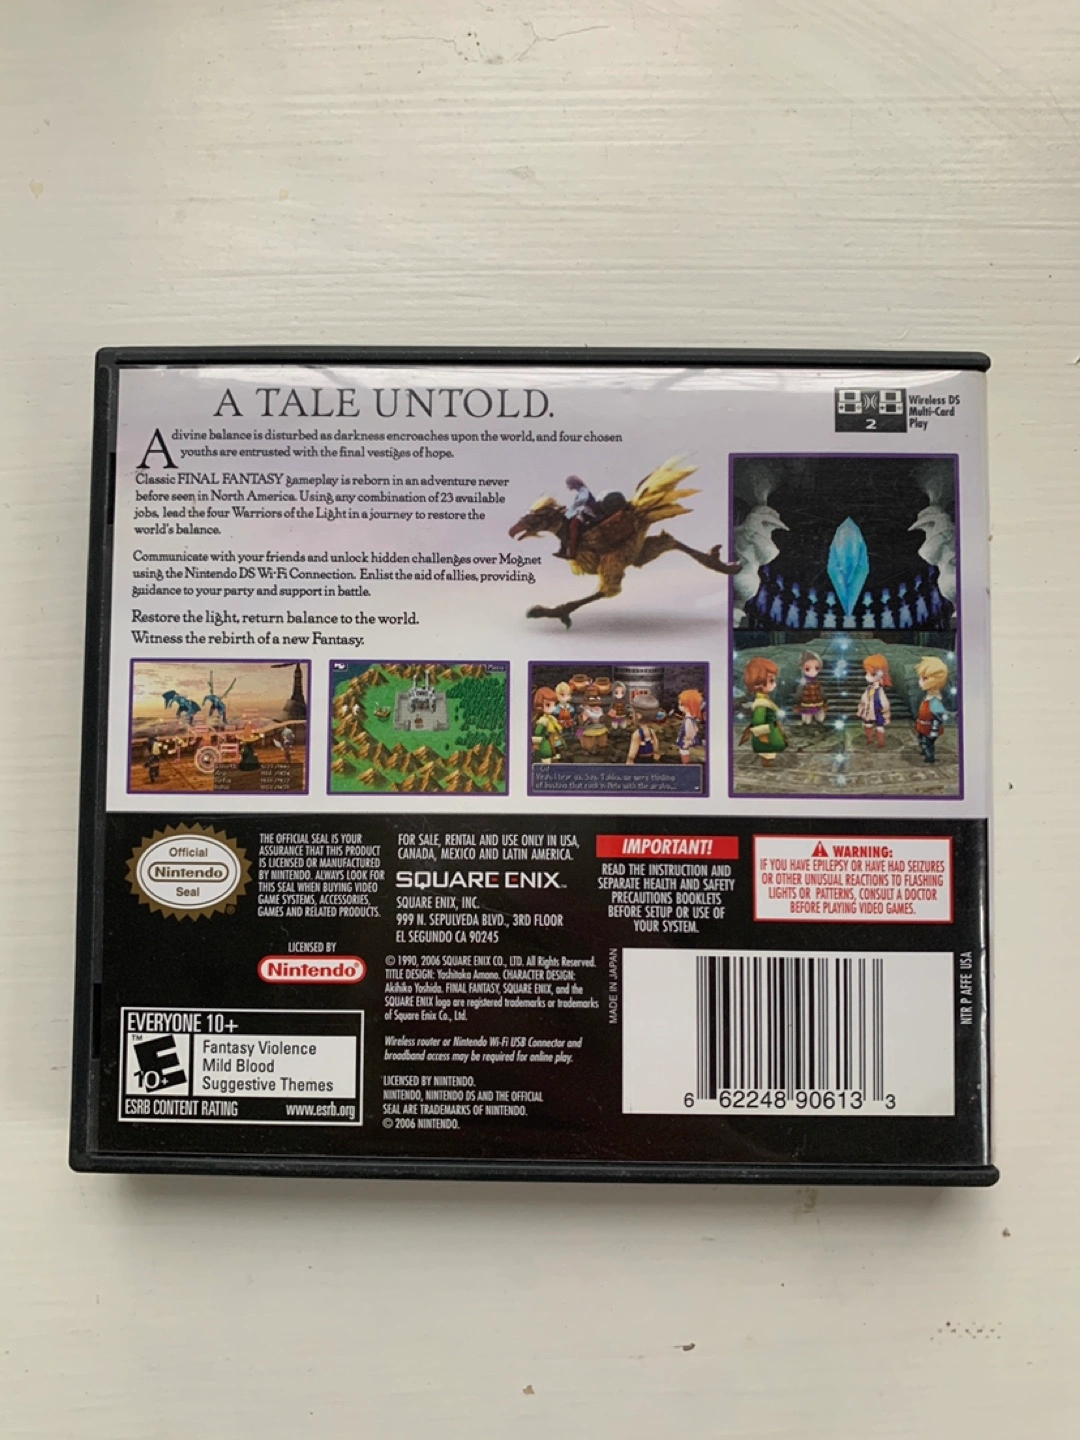 A TALE UNTOLD.
A divine balance is disturbed as darkness encroaches upon the world, and four chosen
youths are entrusted with the final vestiges of hope.
Classic FINAL FANTASY gameplay is reborn in an adventure never
before seen in North America. Using any combination of 23 available
jobs, lead the four Warriors of the Light in a journey to restore the
world's balance.
Communicate with your friends and unlock hidden challenges over Mognet
using the Nintendo DS Wi-Fi Connection. Enlist the aid of allies, providing
guidance to your party and support in battle.
Restore the light, return balance to the world.
Witness the rebirth of a new Fantasy.
2
Wireless DS
Multi-Card
Play
Official
Nintendo
Seal
®
THE OFFICIAL SEAL IS YOUR
ASSURANCE THAT THIS PRODUCT
IS LICENSED OR MANUFACTURED
BY NINTENDO. ALWAYS LOOK FOR
THIS SEAL WHEN BUYING VIDEO
GAME SYSTEMS, ACCESSORIES,
GAMES AND RELATED PRODUCTS.
LICENSED BY
Nintendo®
EVERYONE 10+
TM
E
10+
Fantasy Violence
Mild Blood
Suggestive Themes
ESRB CONTENT RATING www.esrb.org
FOR SALE, RENTAL AND USE ONLY IN USA,
CANADA, MEXICO AND LATIN AMERICA.
SQUARE ENIX™
SQUARE ENIX, INC.
999 N. SEPULVEDA BLVD., 3RD FLOOR
EL SEGUNDO CA 90245
© 1990, 2006 SQUARE ENIX CO., LTD. All Rights Reserved.
TITLE DESIGN: Yoshitaka Amano. CHARACTER DESIGN:
Akihiko Yoshida. FINAL FANTASY, SQUARE ENIX, and the
SQUARE ENIX logo are registered trademarks or trademarks
of Square Enix Co., Ltd.
Wireless router or Nintendo Wi-Fi USB Connector and
broadband access may be required for online play.
LICENSED BY NINTENDO.
NINTENDO, NINTENDO DS AND THE OFFICIAL
SEAL ARE TRADEMARKS OF NINTENDO.
© 2006 NINTENDO.
IMPORTANT!
READ THE INSTRUCTION AND
SEPARATE HEALTH AND SAFETY
PRECAUTIONS BOOKLETS
BEFORE SETUP OR USE OF
YOUR SYSTEM.
WARNING:
IF YOU HAVE EPILEPSY OR HAVE HAD SEIZURES
OR OTHER UNUSUAL REACTIONS TO FLASHING
LIGHTS OR PATTERNS, CONSULT A DOCTOR
BEFORE PLAYING VIDEO GAMES.
MADE IN JAPAN
6 62248 90613 3
NTR P AFFE USA